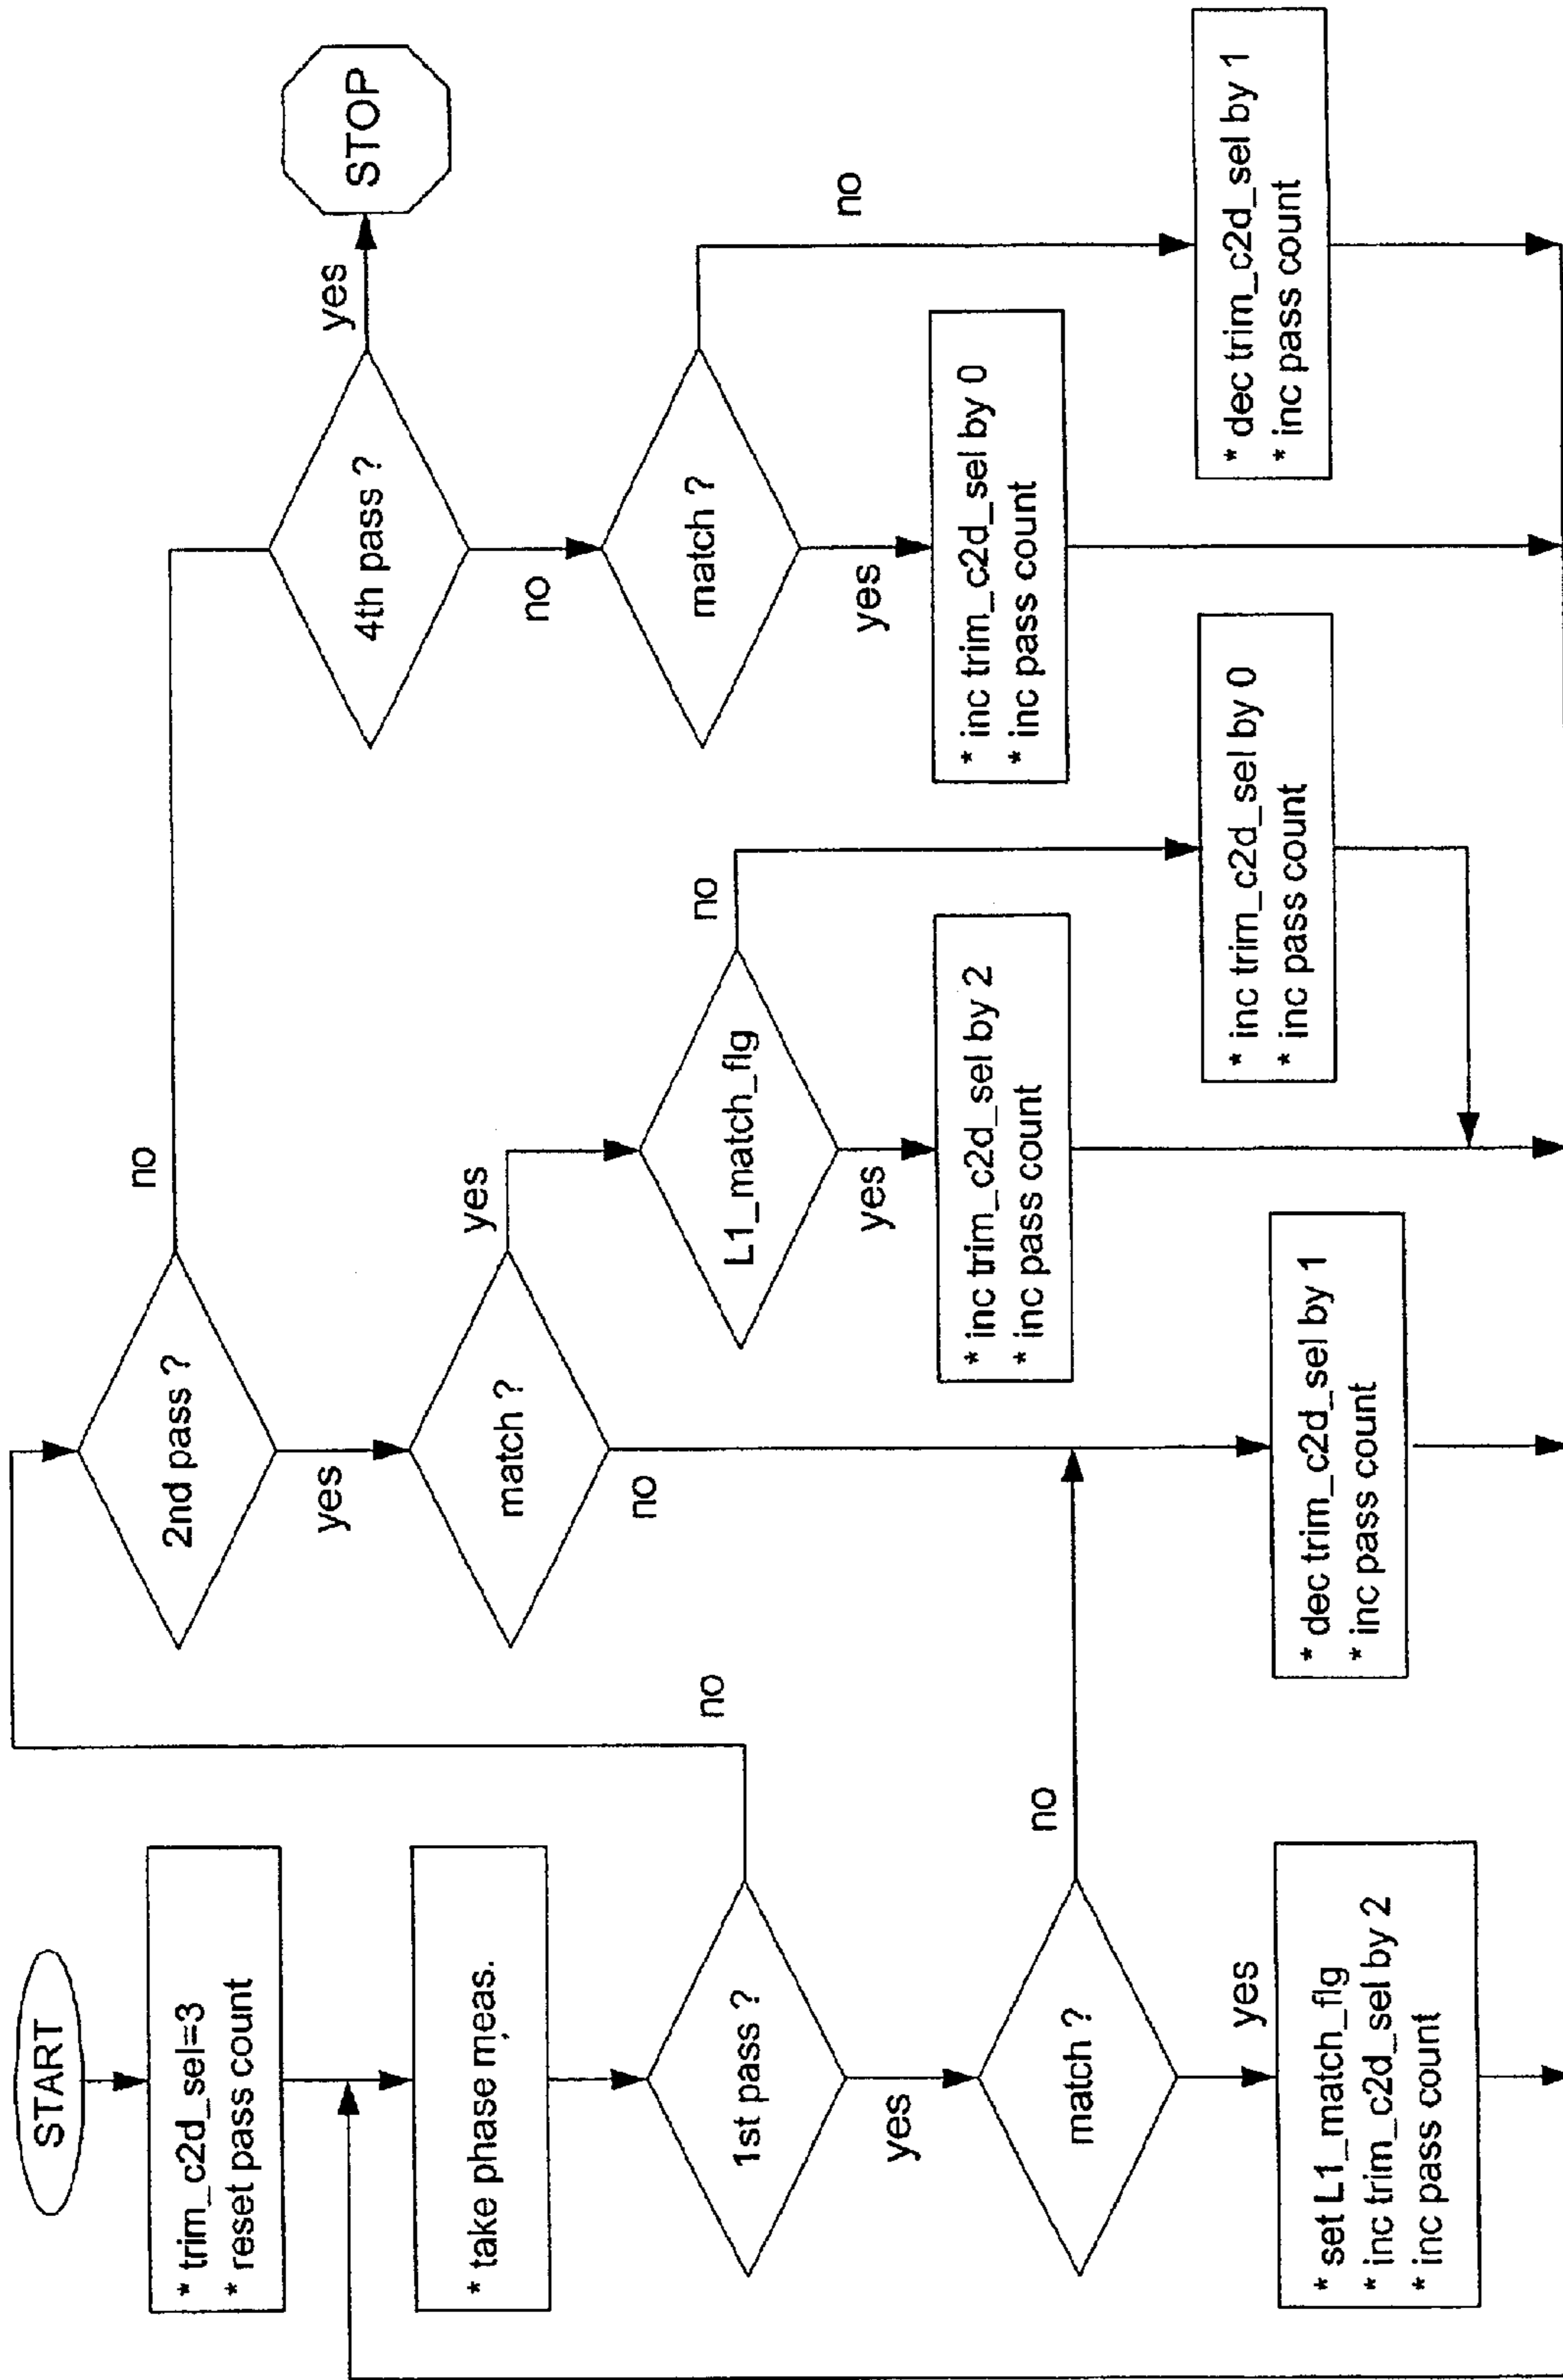 START
* trim_c2d_sel=3
* reset pass count
* take phase meas.
1st pass ?
no
yes
match ?
no
yes
* set L1_match_flg
* inc trim_c2d_sel by 2
* inc pass count
2nd pass ?
no
yes
match ?
yes
no
* dec trim_c2d_sel by 1
* inc pass count
L1_match_flg
no
yes
* inc trim_c2d_sel by 2
* inc pass count
* inc trim_c2d_sel by 0
* inc pass count
4th pass ?
yes
STOP
no
match ?
no
yes
* inc trim_c2d_sel by 0
* inc pass count
* dec trim_c2d_sel by 1
* inc pass count